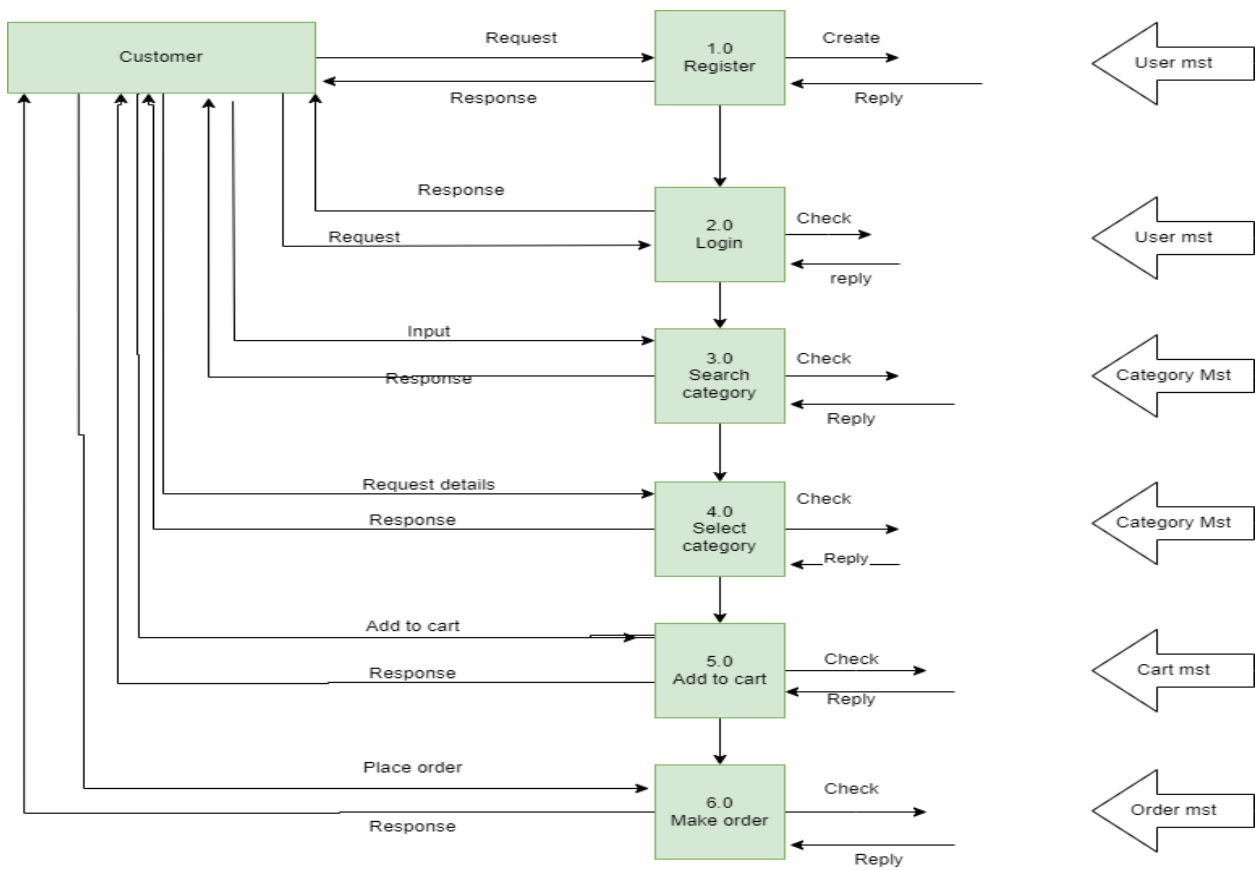 Customer
Request
1.0
Register
Create
User mst
Response
Reply
Response
2.0
Login
Check
User mst
Request
reply
Input
3.0
Search
category
Check
Category Mst
Response
Reply
Request details
4.0
Select
category
Check
Category Mst
Response
Reply
Add to cart
5.0
Add to cart
Check
Cart mst
Response
Reply
Place order
6.0
Make order
Check
Order mst
Response
Reply